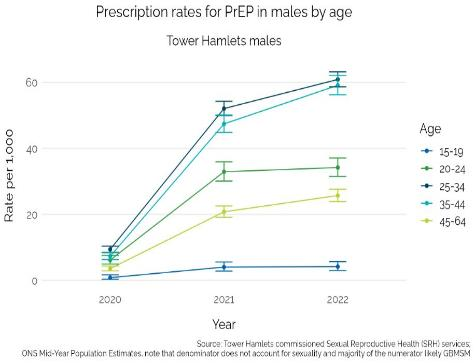 Prescription rates for PrEP in males by age
Tower Hamlets males
Rate per 1,000
60
40
20
0
2020
2021
2022
Year
Age
15-19
20-24
25-34
35-44
45-64
Source: Tower Hamlets commissioned Sexual Reproductive Health (SRH) services;
ONS Mid-Year Population Estimates, note that denominator does not account for sexuality and majority of the numerator likely GBMSM